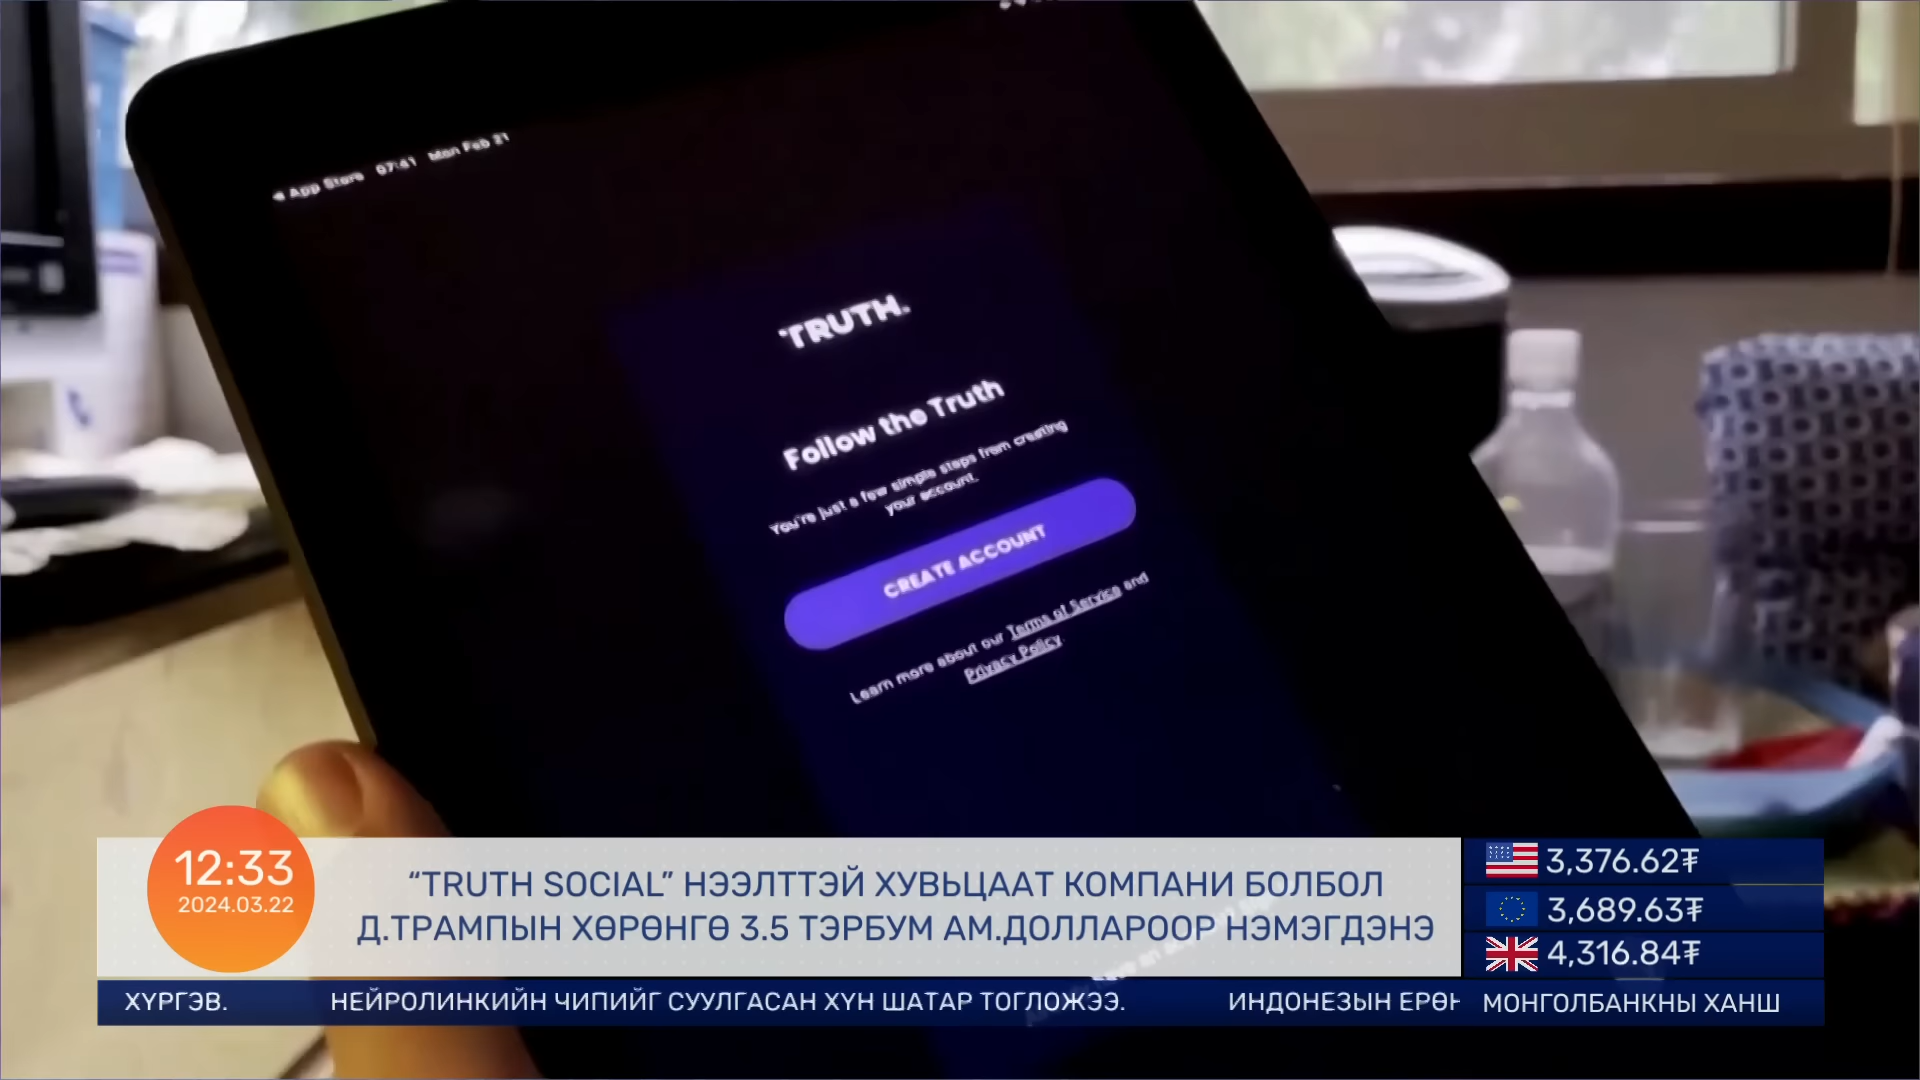 App Store 07:41 Mon Feb 21
TRUTH.
Follow the Truth
You're just a few simple steps from creating
your account.
CREATE ACCOUNT
Learn more about our Terms of Service and
Privacy Policy
12:33
2024.03.22
“TRUTH SOCIAL” НЭЭЛТТЭЙ ХУВЬЦААТ КОМПАНИ БОЛБОЛ
Д.ТРАМПЫН ХӨРӨНГӨ 3.5 ТЭРБУМ АМ.ДОЛЛАРООР НЭМЭГДЭНЭ
3,376.62₮
3,689.63₮
4,316.84₮
ХҮРГЭВ. НЕЙРОЛИНКИЙН ЧИПИЙГ СУУЛГАСАН ХҮН ШАТАР ТОГЛОЖЭЭ. ИНДОНЕЗЫН
МОНГОЛБАНКНЫ ХАНШ